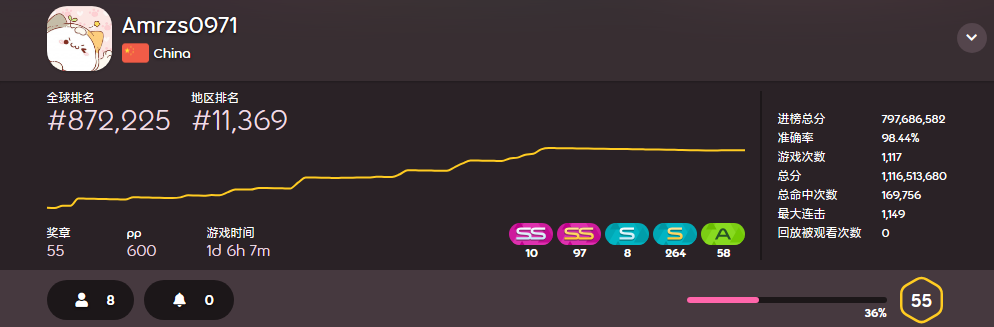 Amrzs0971
China
全球排名 地区排名
#872,225 #11,369
进榜总分 797,686,582
准确率 98.44%
游戏次数 1,117
总分 1,116,513,680
总命中次数 169,756
最大连击 1,149
回放被观看次数 0
奖章 pp 游戏时间
55 600 1d 6h 7m
SS SS S S A
10 97 8 264 58
8 0
36%
55